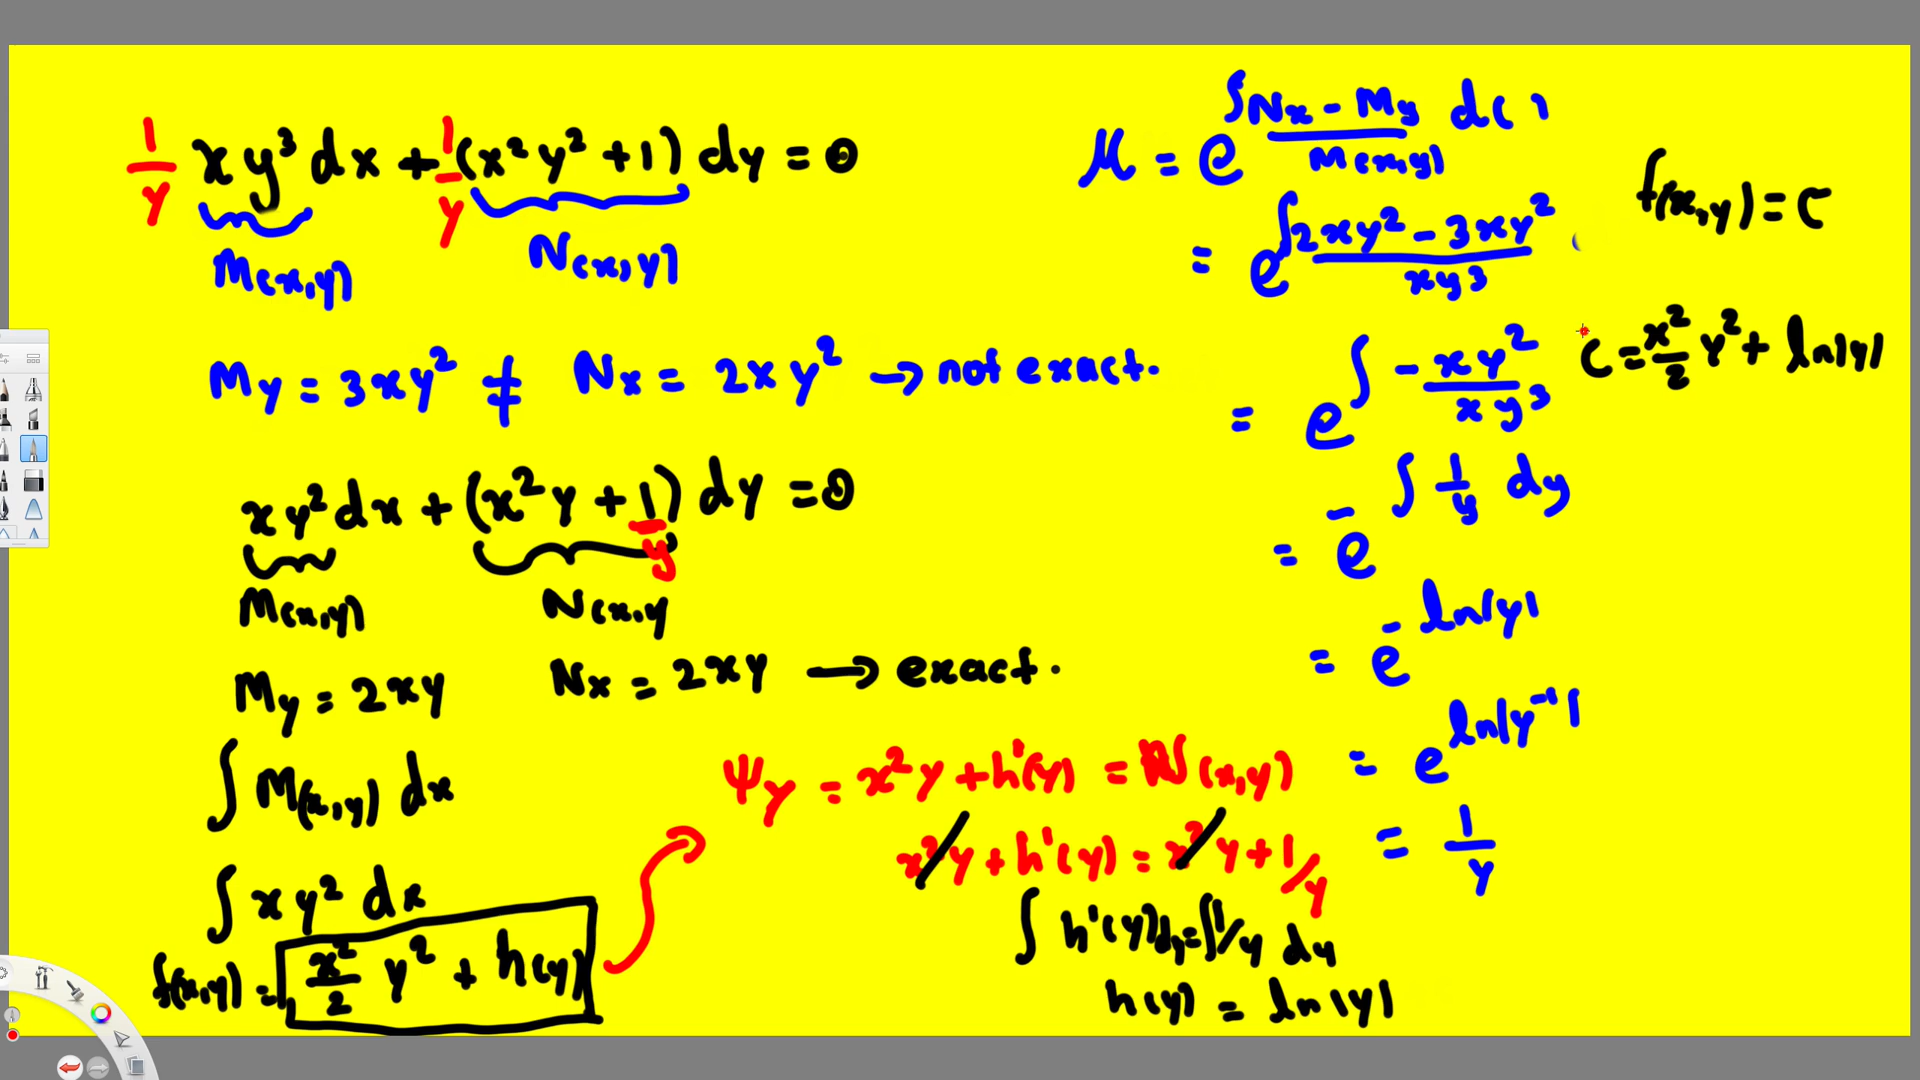 1/y xy³ dx + 1/y (x²y² + 1) dy = 0
M(x,y) N(x,y)
My = 3xy² ≠ Nx = 2xy² → not exact.
xy² dx + (x²y + 1/y) dy = 0
M(x,y) N(x,y
My = 2xy Nx = 2xy → exact.
∫ M(x,y) dx
∫ xy² dx
f(x,y) = x²/2 y² + h(y)
Ψy = x²y + h'(y) = N(x,y)
x²y + h'(y) = x²y + 1/y
∫ h'(y) dy = ∫ 1/y dy
h(y) = ln|y|
μ = e^∫ (Nx - My)/M(x,y) d( )
= e^∫ (2xy² - 3xy²)/xy³
= e^∫ -xy²/xy³
= e^- ∫ 1/y dy
= e^- ln|y|
= e^ln|y⁻¹|
= 1/y
f(x,y) = c
c = x²/2 y² + ln|y|